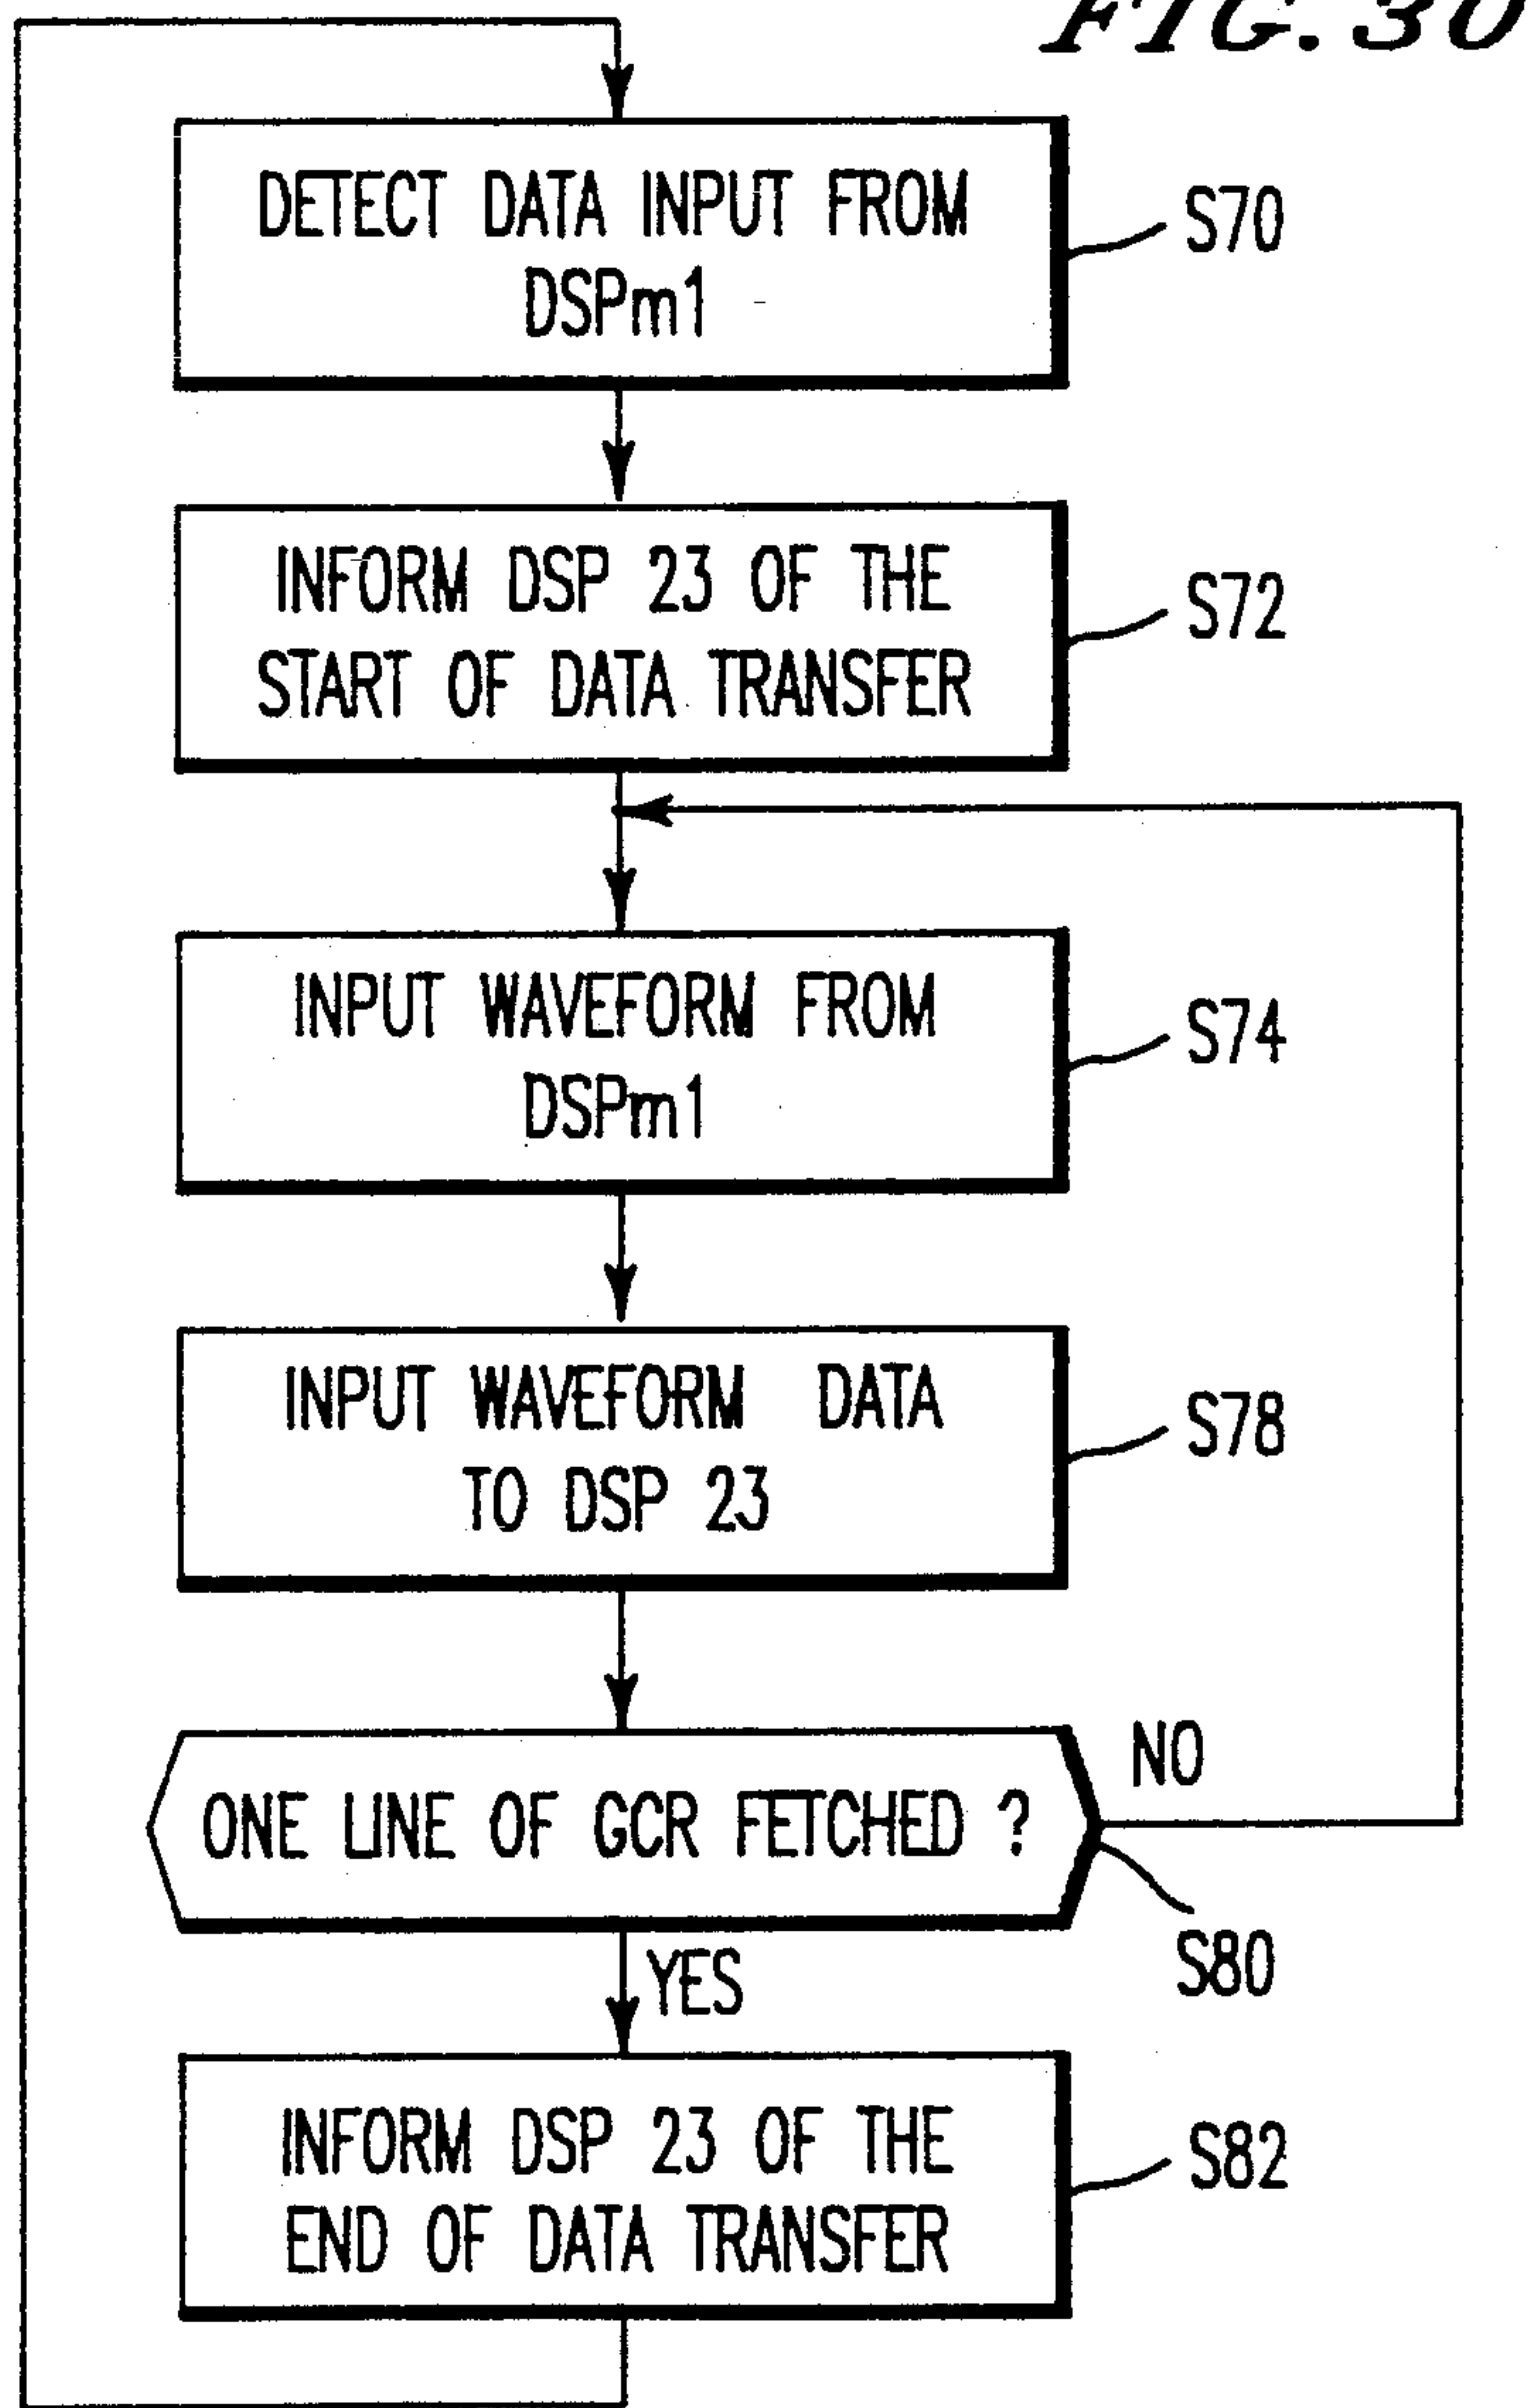 FIG. 30
DETECT DATA INPUT FROM
DSPm1
S70
INFORM DSP 23 OF THE
START OF DATA TRANSFER
S72
INPUT WAVEFORM FROM
DSPm1
S74
INPUT WAVEFORM DATA
TO DSP 23
S78
ONE LINE OF GCR FETCHED ?
NO
S80
YES
INFORM DSP 23 OF THE
END OF DATA TRANSFER
S82